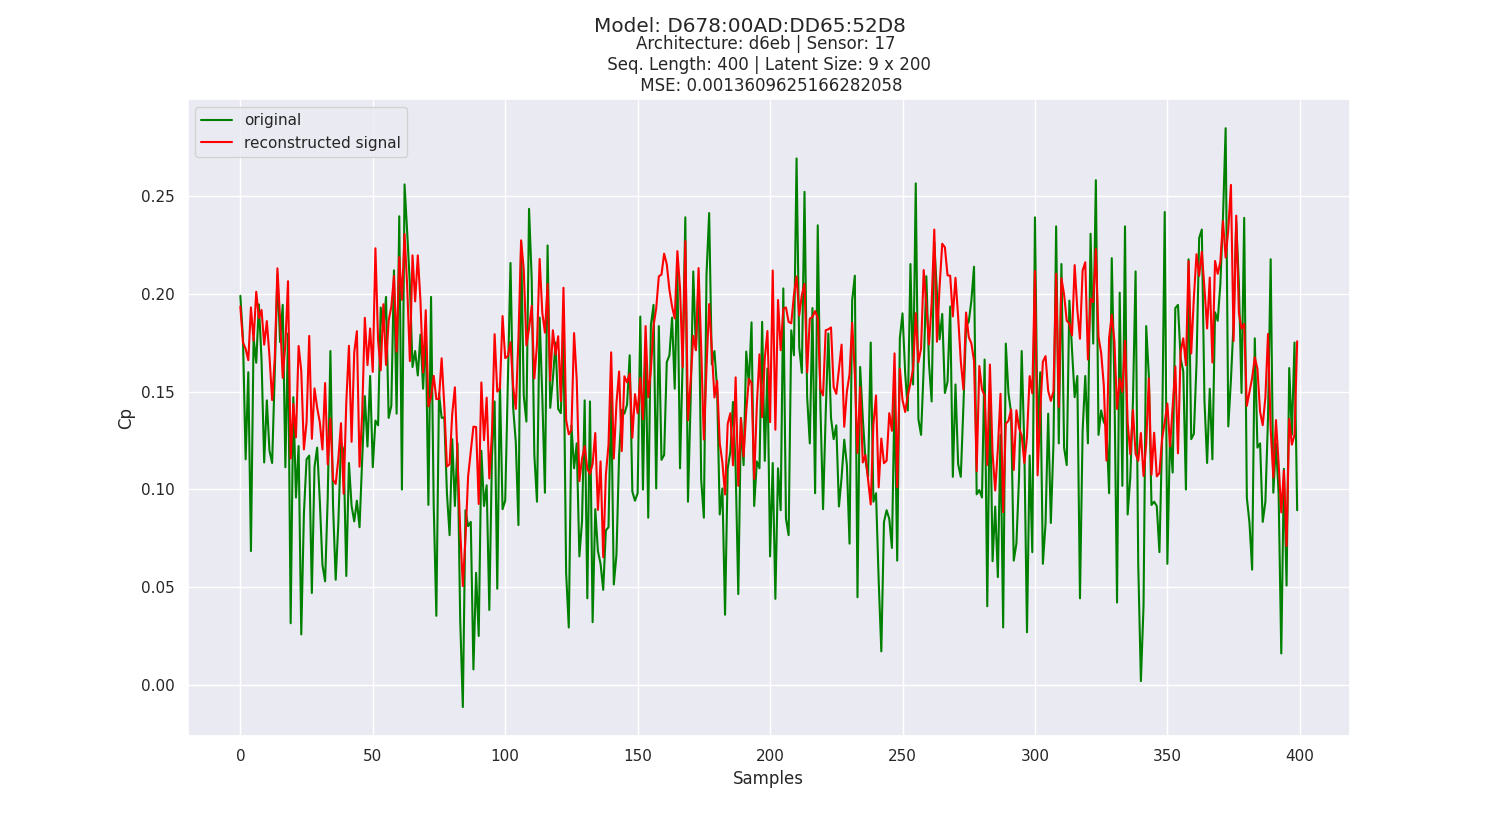 Model: D678:00AD:DD65:52D8
Architecture: d6eb | Sensor: 17
Seq. Length: 400 | Latent Size: 9 x 200
MSE: 0.0013609625166282058
original
reconstructed signal
0.25
0.20
0.15
0.10
0.05
0.00
Cp
0 50 100 150 200 250 300 350 400
Samples